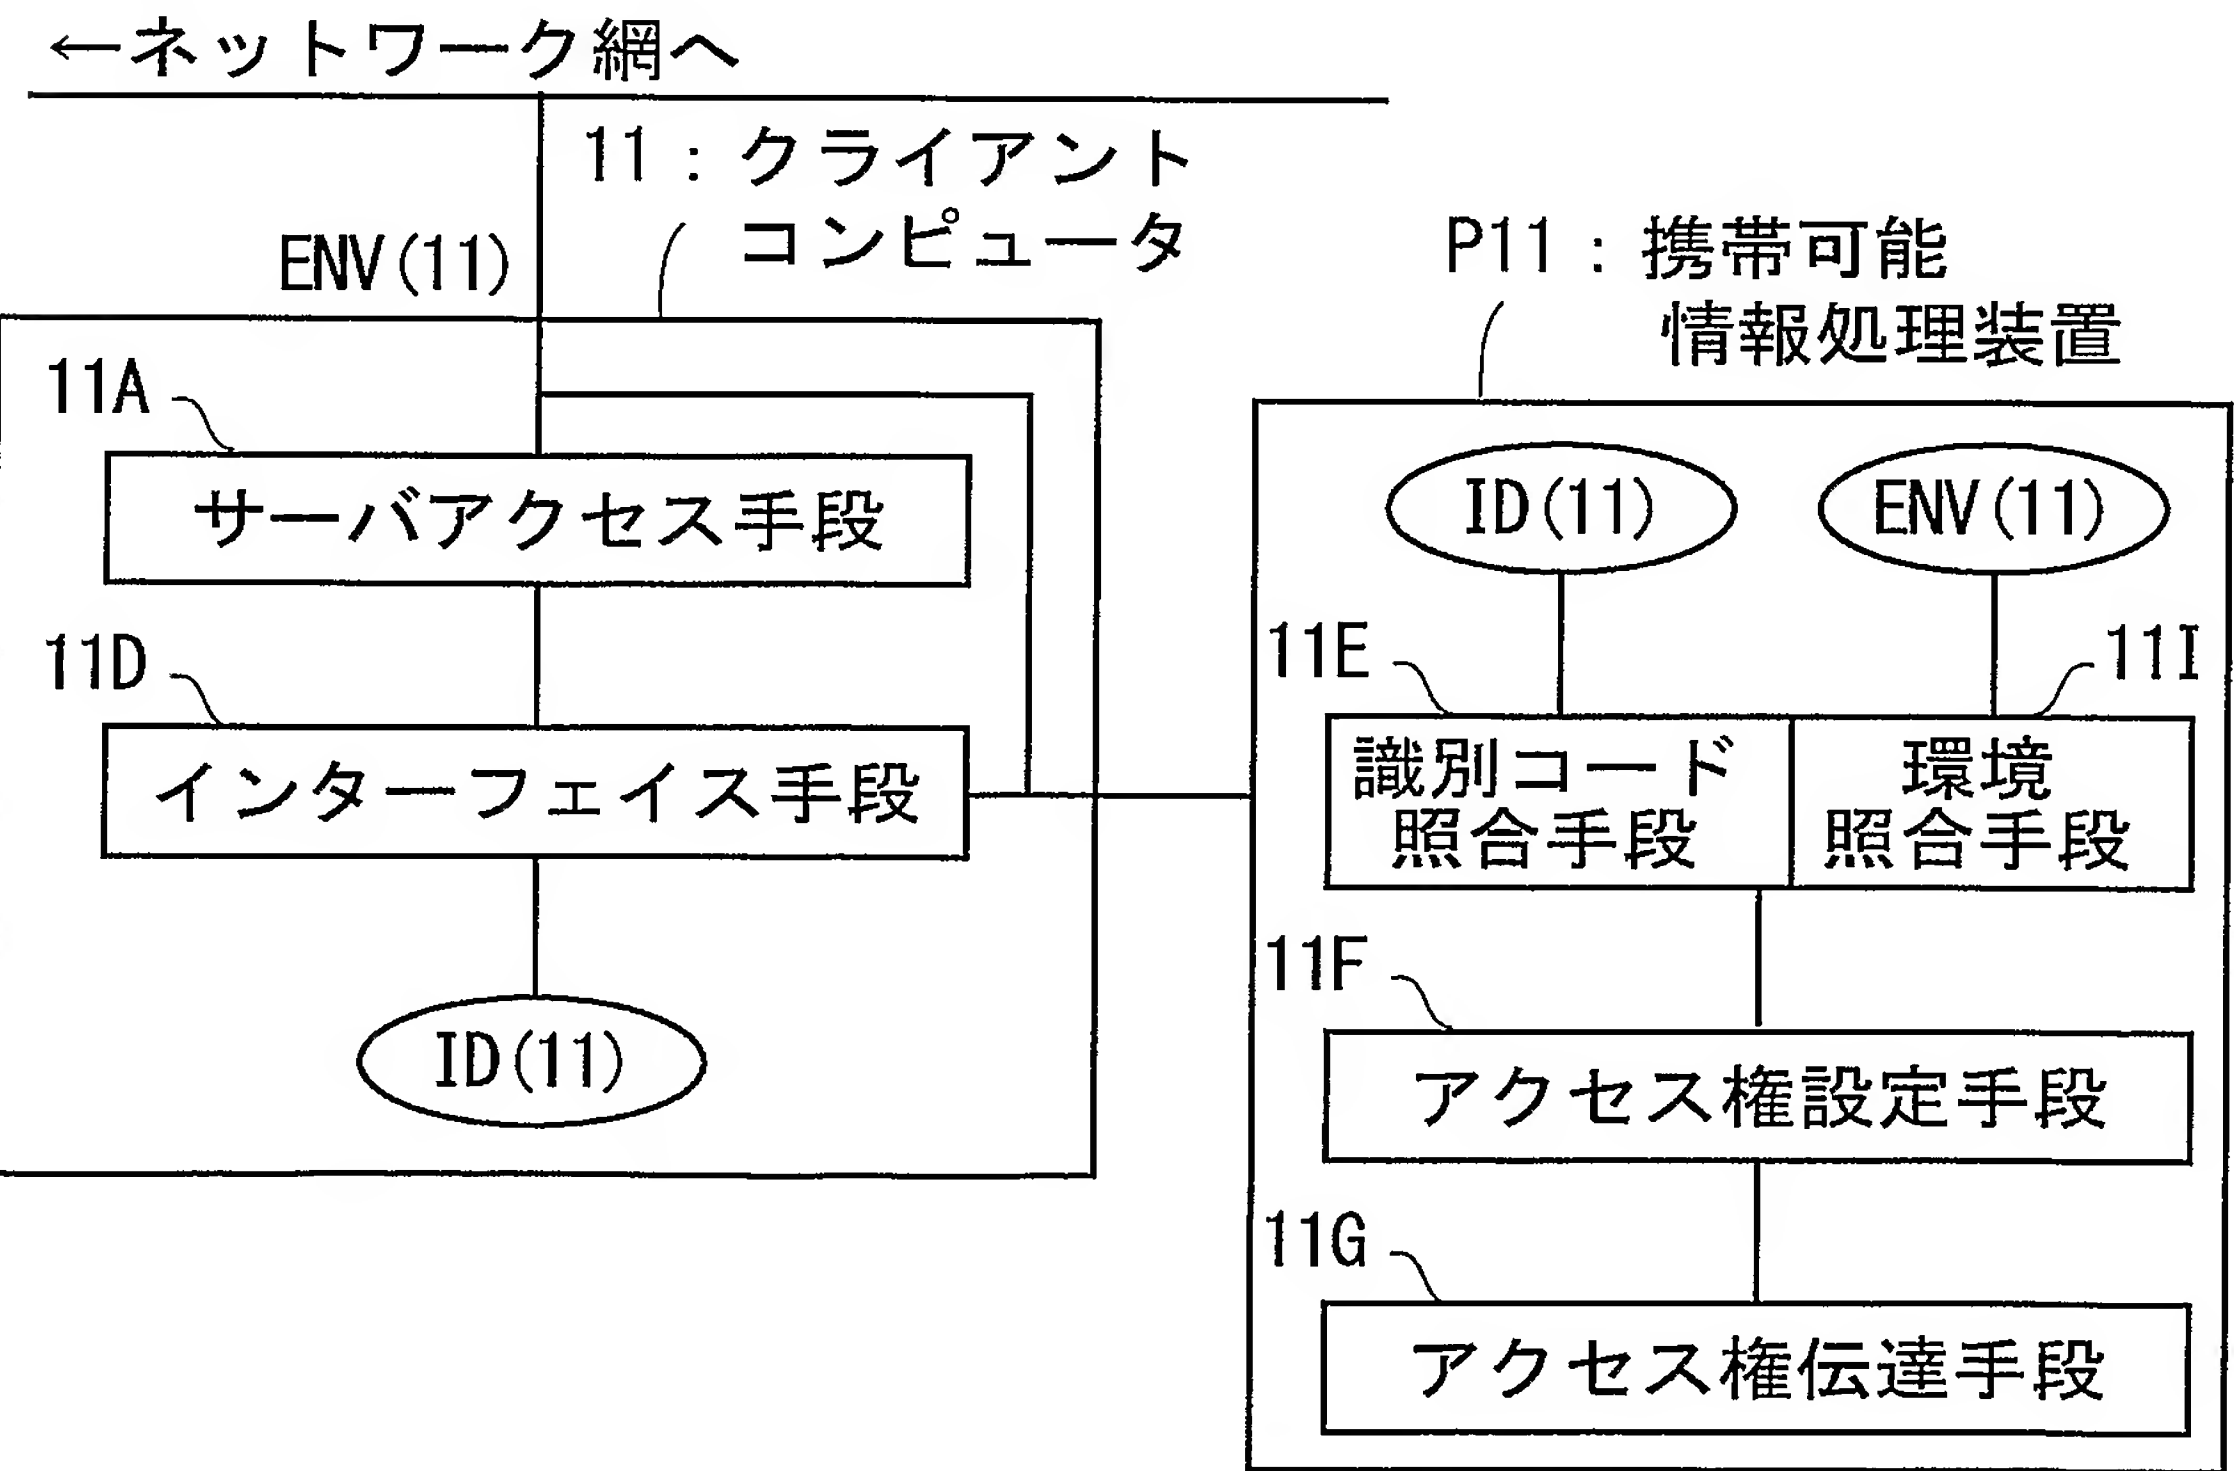 ←ネットワーク網へ
11：クライアント
コンピュータ
ENV(11)
11A
サーバアクセス手段
11D
インターフェイス手段
ID(11)
P11：携帯可能
情報処理装置
ID(11)
ENV(11)
11E
11I
識別コード
照合手段
環境
照合手段
11F
アクセス権設定手段
11G
アクセス権伝達手段